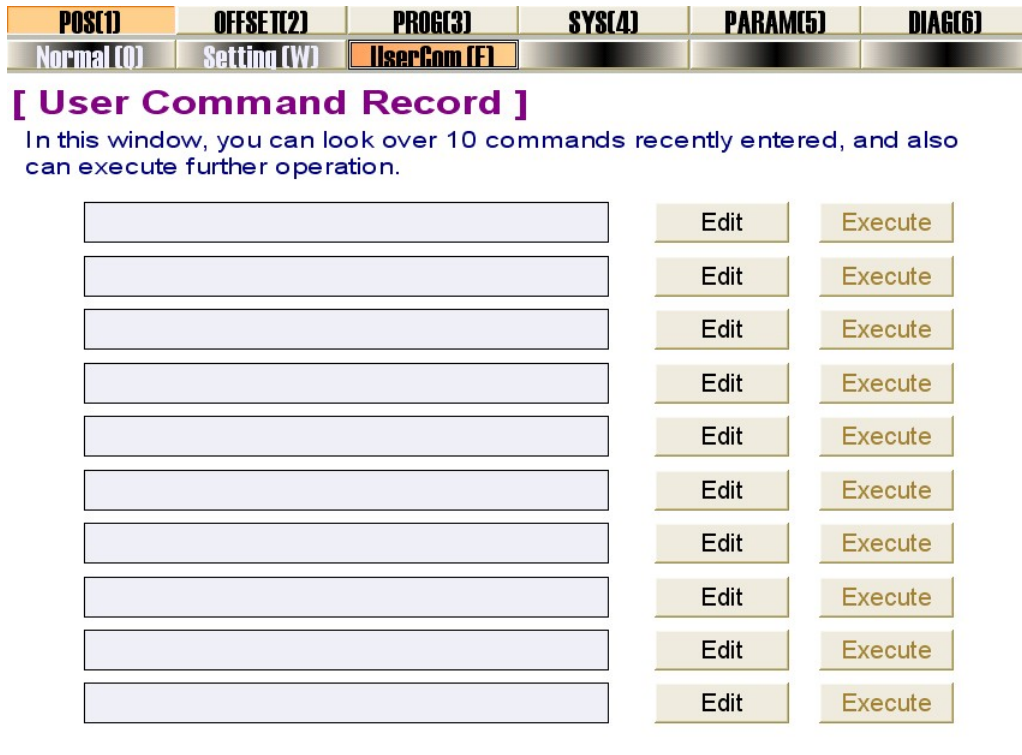 POS(1) OFFSET(2) PROG(3) SYS(4) PARAM(5) DIAG(6)
Normal (Q) Setting (W) UserCom (E)
[ User Command Record ]
In this window, you can look over 10 commands recently entered, and also
can execute further operation.
Edit Execute
Edit Execute
Edit Execute
Edit Execute
Edit Execute
Edit Execute
Edit Execute
Edit Execute
Edit Execute
Edit Execute